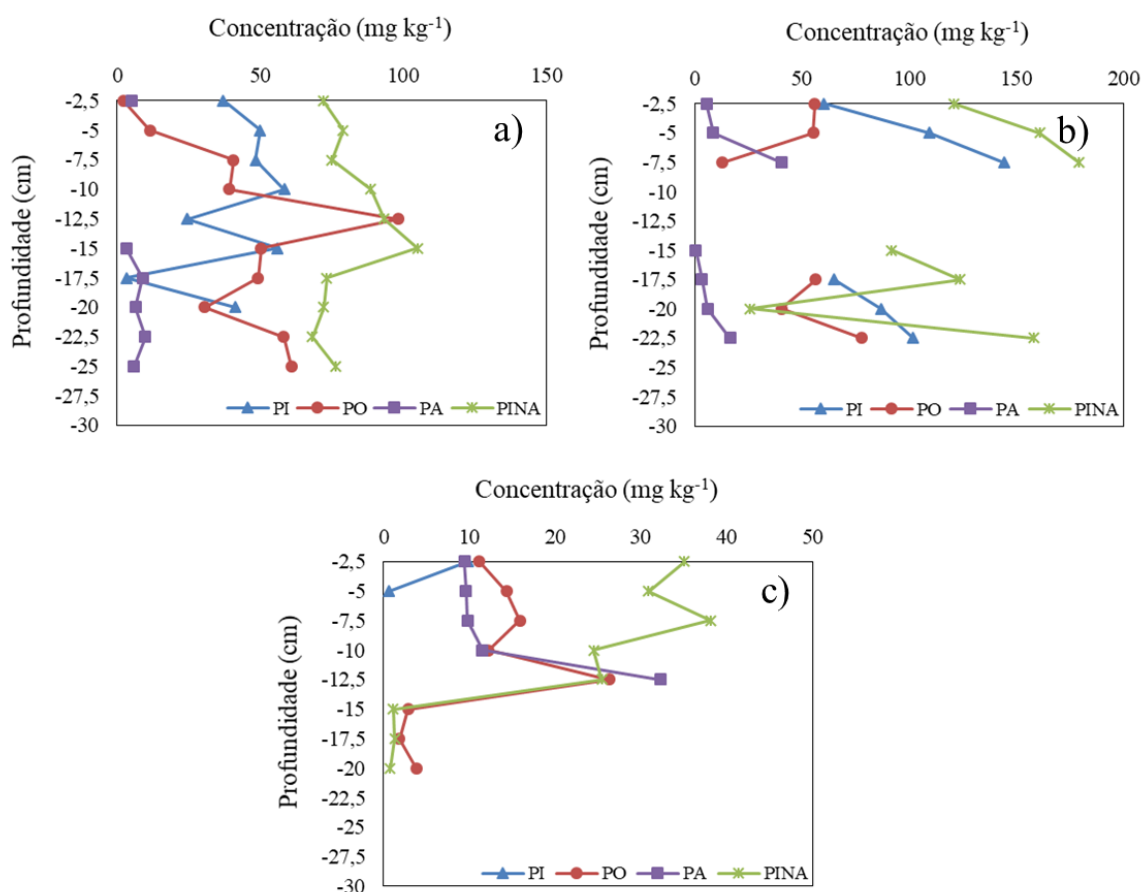 Concentração (mg kg-1)
0 50 100 150
-2,5
-5
-7,5
-10
-12,5
-15
-17,5
-20
-22,5
-25
-27,5
-30
Profundidade (cm)
a)
PI PO PA PINA
Concentração (mg kg-1)
0 50 100 150 200
-2,5
-5
-7,5
-10
-12,5
-15
-17,5
-20
-22,5
-25
-27,5
-30
Profundidade (cm)
b)
PI PO PA PINA
Concentração (mg kg-1)
0 10 20 30 40 50
-2,5
-5
-7,5
-10
-12,5
-15
-17,5
-20
-22,5
-25
-27,5
-30
Profundidade (cm)
c)
PI PO PA PINA